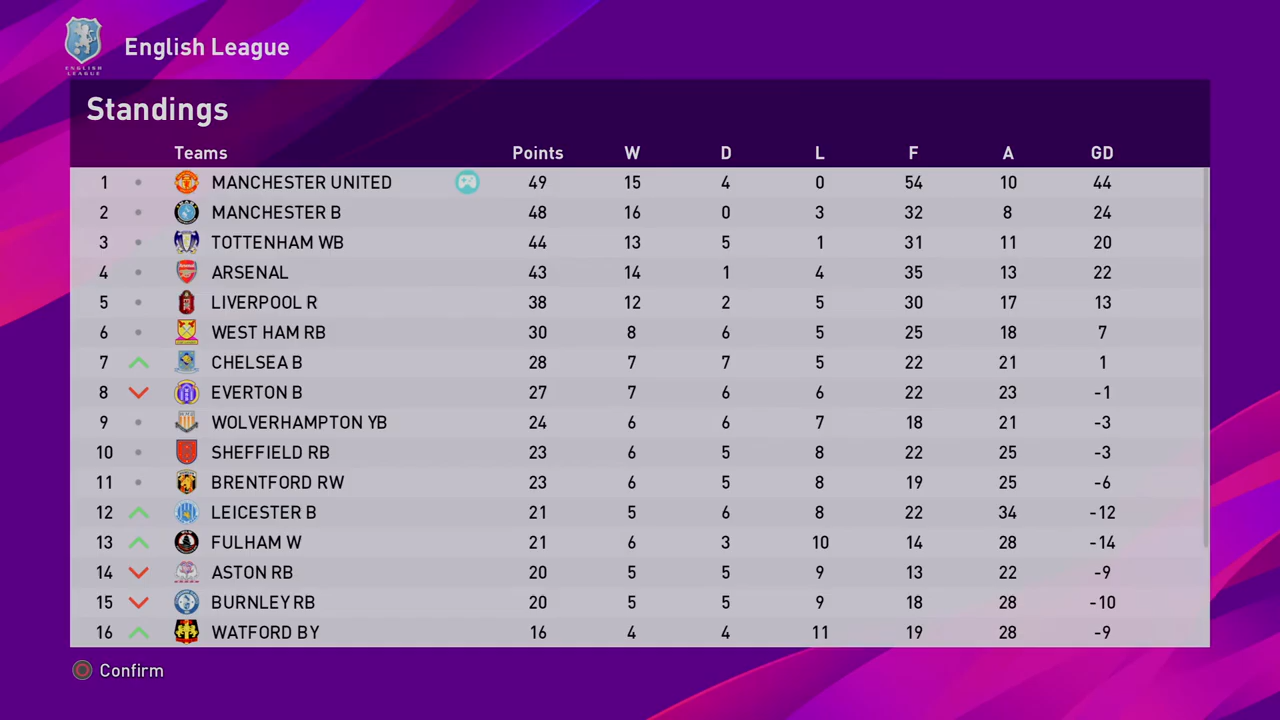 English League
ENGLISH
LEAGUE
Standings
Teams Points W D L F A GD
1 MANCHESTER UNITED 49 15 4 0 54 10 44
2 MANCHESTER B 48 16 0 3 32 8 24
3 TOTTENHAM WB 44 13 5 1 31 11 20
4 ARSENAL 43 14 1 4 35 13 22
5 LIVERPOOL R 38 12 2 5 30 17 13
6 WEST HAM RB 30 8 6 5 25 18 7
7 CHELSEA B 28 7 7 5 22 21 1
8 EVERTON B 27 7 6 6 22 23 -1
9 WOLVERHAMPTON YB 24 6 6 7 18 21 -3
10 SHEFFIELD RB 23 6 5 8 22 25 -3
11 BRENTFORD RW 23 6 5 8 19 25 -6
12 LEICESTER B 21 5 6 8 22 34 -12
13 FULHAM W 21 6 3 10 14 28 -14
14 ASTON RB 20 5 5 9 13 22 -9
15 BURNLEY RB 20 5 5 9 18 28 -10
16 WATFORD BY 16 4 4 11 19 28 -9
Confirm